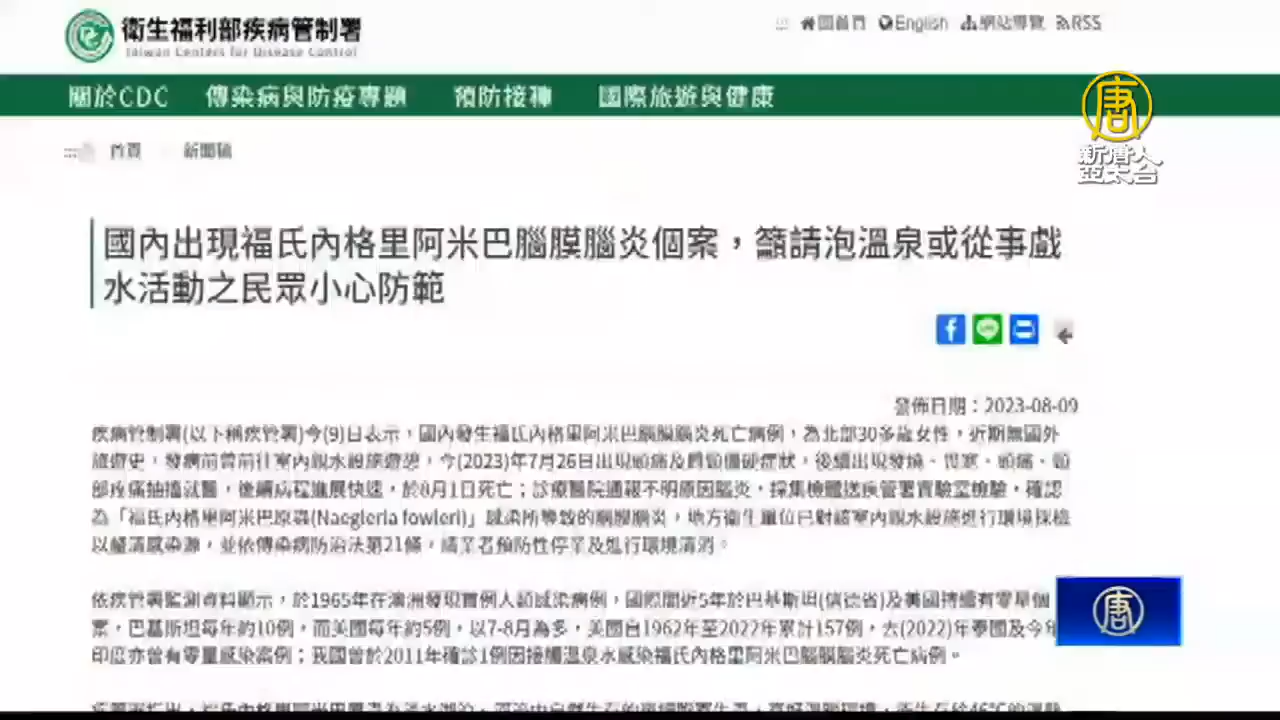 衛生福利部疾病管制署
Taiwan Centers for Disease Control
回首頁 English 網站導覽 RSS
關於CDC 傳染病與防疫專題 預防接種 國際旅遊與健康
唐
新唐人
亞太台
首頁 新聞稿
國內出現福氏內格里阿米巴腦膜腦炎個案，籲請泡溫泉或從事戲
水活動之民眾小心防範
發佈日期：2023-08-09
疾病管制署(以下稱疾管署)今(9)日表示，國內發生福氏內格里阿米巴腦膜腦炎死亡病例，為北部30多歲女性，近期無國外
旅遊史，發病前曾前往室內親水設施遊憩，今(2023)年7月26日出現頭痛及肩頸僵硬症狀，後續出現發燒、畏寒、頭痛、頸
部疼痛抽搐就醫，後續病程進展快速，於8月1日死亡；診療醫院通報不明原因腦炎，採集檢體送疾管署實驗室檢驗，確認
為「福氏內格里阿米巴原蟲(Naegleria fowleri)」感染所導致的腦膜腦炎，地方衛生單位已對該室內親水設施進行環境採檢
以釐清感染源，並依傳染病防治法第21條，請業者預防性停業及進行環境清消。
依疾管署監測資料顯示，於1965年在澳洲發現首例人類感染病例，國際間近5年於巴基斯坦(信德省)及美國持續有零星個
案，巴基斯坦每年約10例，而美國每年約5例，以7-8月為多，美國自1962年至2022年累計157例，去(2022)年泰國及今年
印度亦曾有零星感染案例；我國曾於2011年確診1例因接觸溫泉水感染福氏內格里阿米巴腦膜腦炎死亡病例。
唐